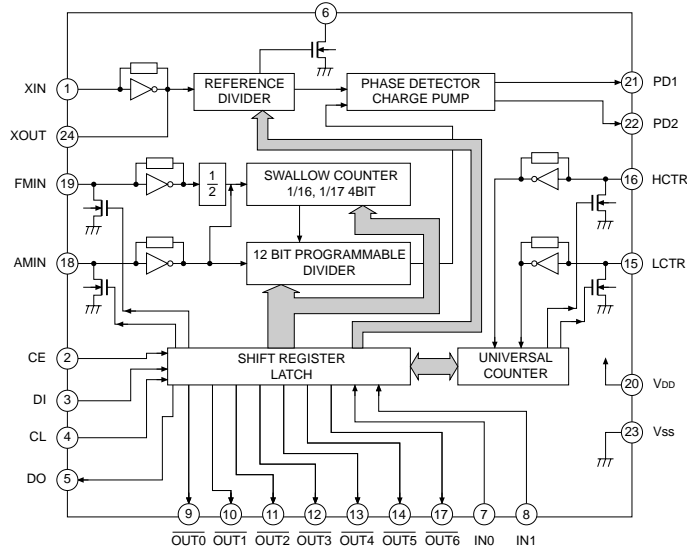 6
XIN 1
REFERENCE
DIVIDER
PHASE DETECTOR
CHARGE PUMP
21 PD1
XOUT 24
22 PD2
FMIN 19
1
2
SWALLOW COUNTER
1/16, 1/17 4BIT
16 HCTR
AMIN 18
12 BIT PROGRAMMABLE
DIVIDER
15 LCTR
CE 2
SHIFT REGISTER
LATCH
UNIVERSAL
COUNTER
20 VDD
DI 3
CL 4
23 Vss
DO 5
9 10 11 12 13 14 17 7 8
OUT0 OUT1 OUT2 OUT3 OUT4 OUT5 OUT6 IN0 IN1